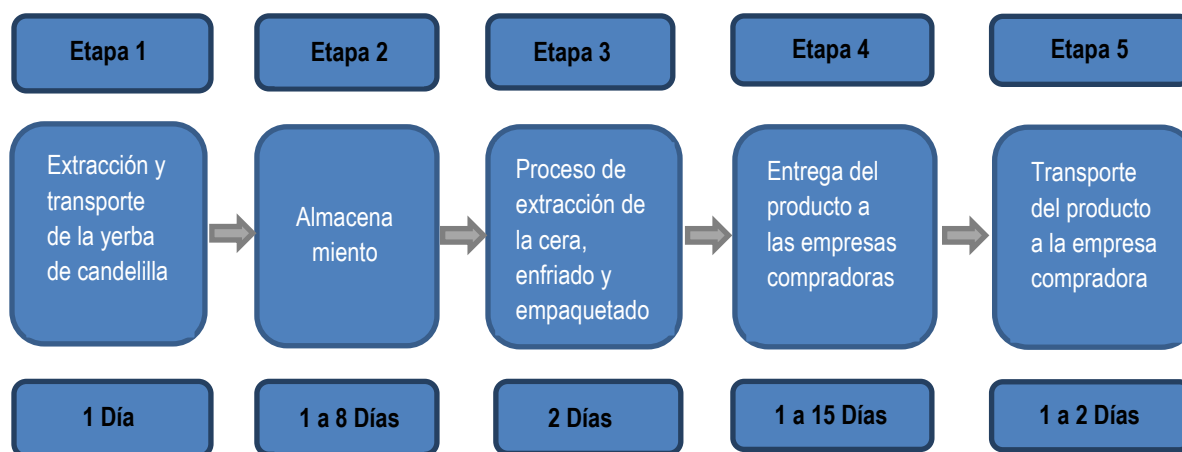 Etapa 1
Etapa 2
Etapa 3
Etapa 4
Etapa 5
Extracción y
transporte
de la yerba
de candelilla
Almacena
miento
Proceso de
extracción de
la cera,
enfriado y
empaquetado
Entrega del
producto a
las empresas
compradoras
Transporte
del producto
a la empresa
compradora
1 Día
1 a 8 Días
2 Días
1 a 15 Días
1 a 2 Días